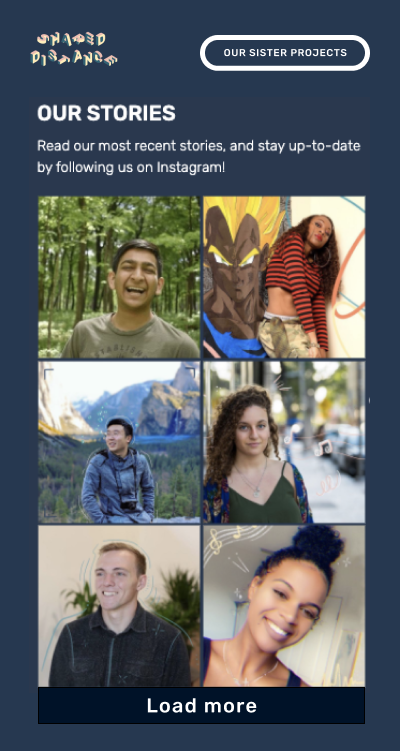 SHARED
DISTANCE
OUR SISTER PROJECTS
OUR STORIES
Read our most recent stories, and stay up-to-date
by following us on Instagram!
Load more